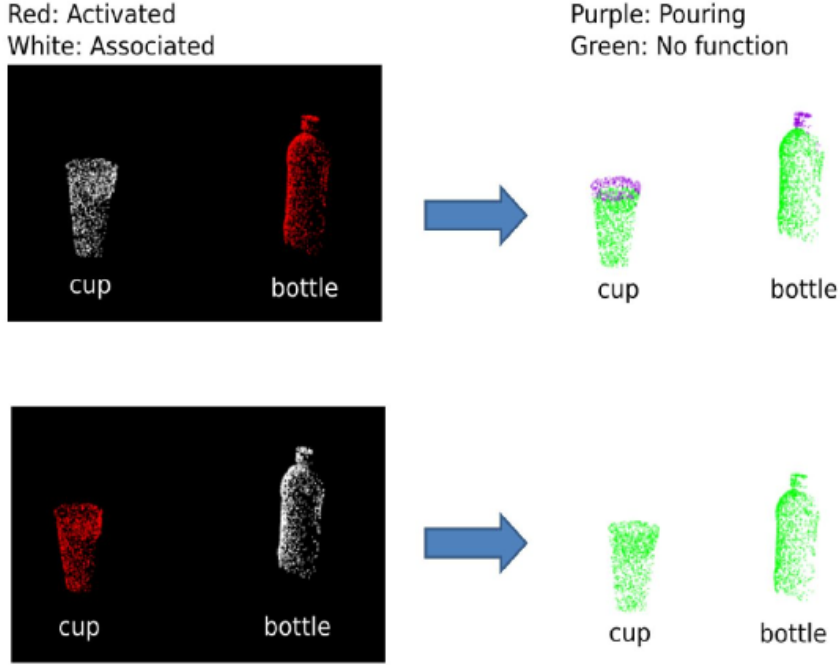 Red: Activated
White: Associated
Purple: Pouring
Green: No function
cup
bottle
cup
bottle
cup
bottle
cup
bottle